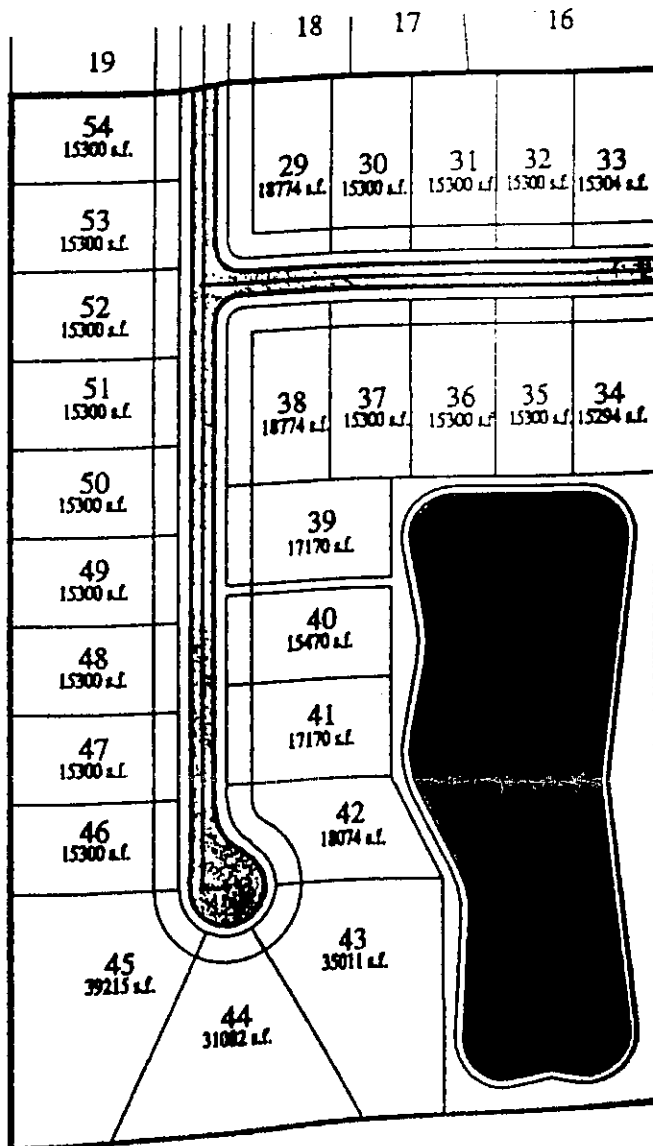 18
17
16
19
54
15300 s.f.
29
18774 s.f.
30
15300 s.f.
31
15300 s.f
32
15300 s.f
33
15304 s.f.
53
15300 s.f.
52
15300 s.f.
51
15300 s.f.
38
18774 s.f.
37
15300 s.f.
36
15300 s.f
35
15300 s.f
34
15294 s.f.
50
15300 s.f.
39
17170 s.f.
49
15300 s.f.
40
15470 s.f.
48
15300 s.f.
41
17170 s.f.
47
15300 s.f.
42
18074 s.f.
46
15300 s.f.
43
35011 s.f.
45
39215 s.f.
44
31082 s.f.